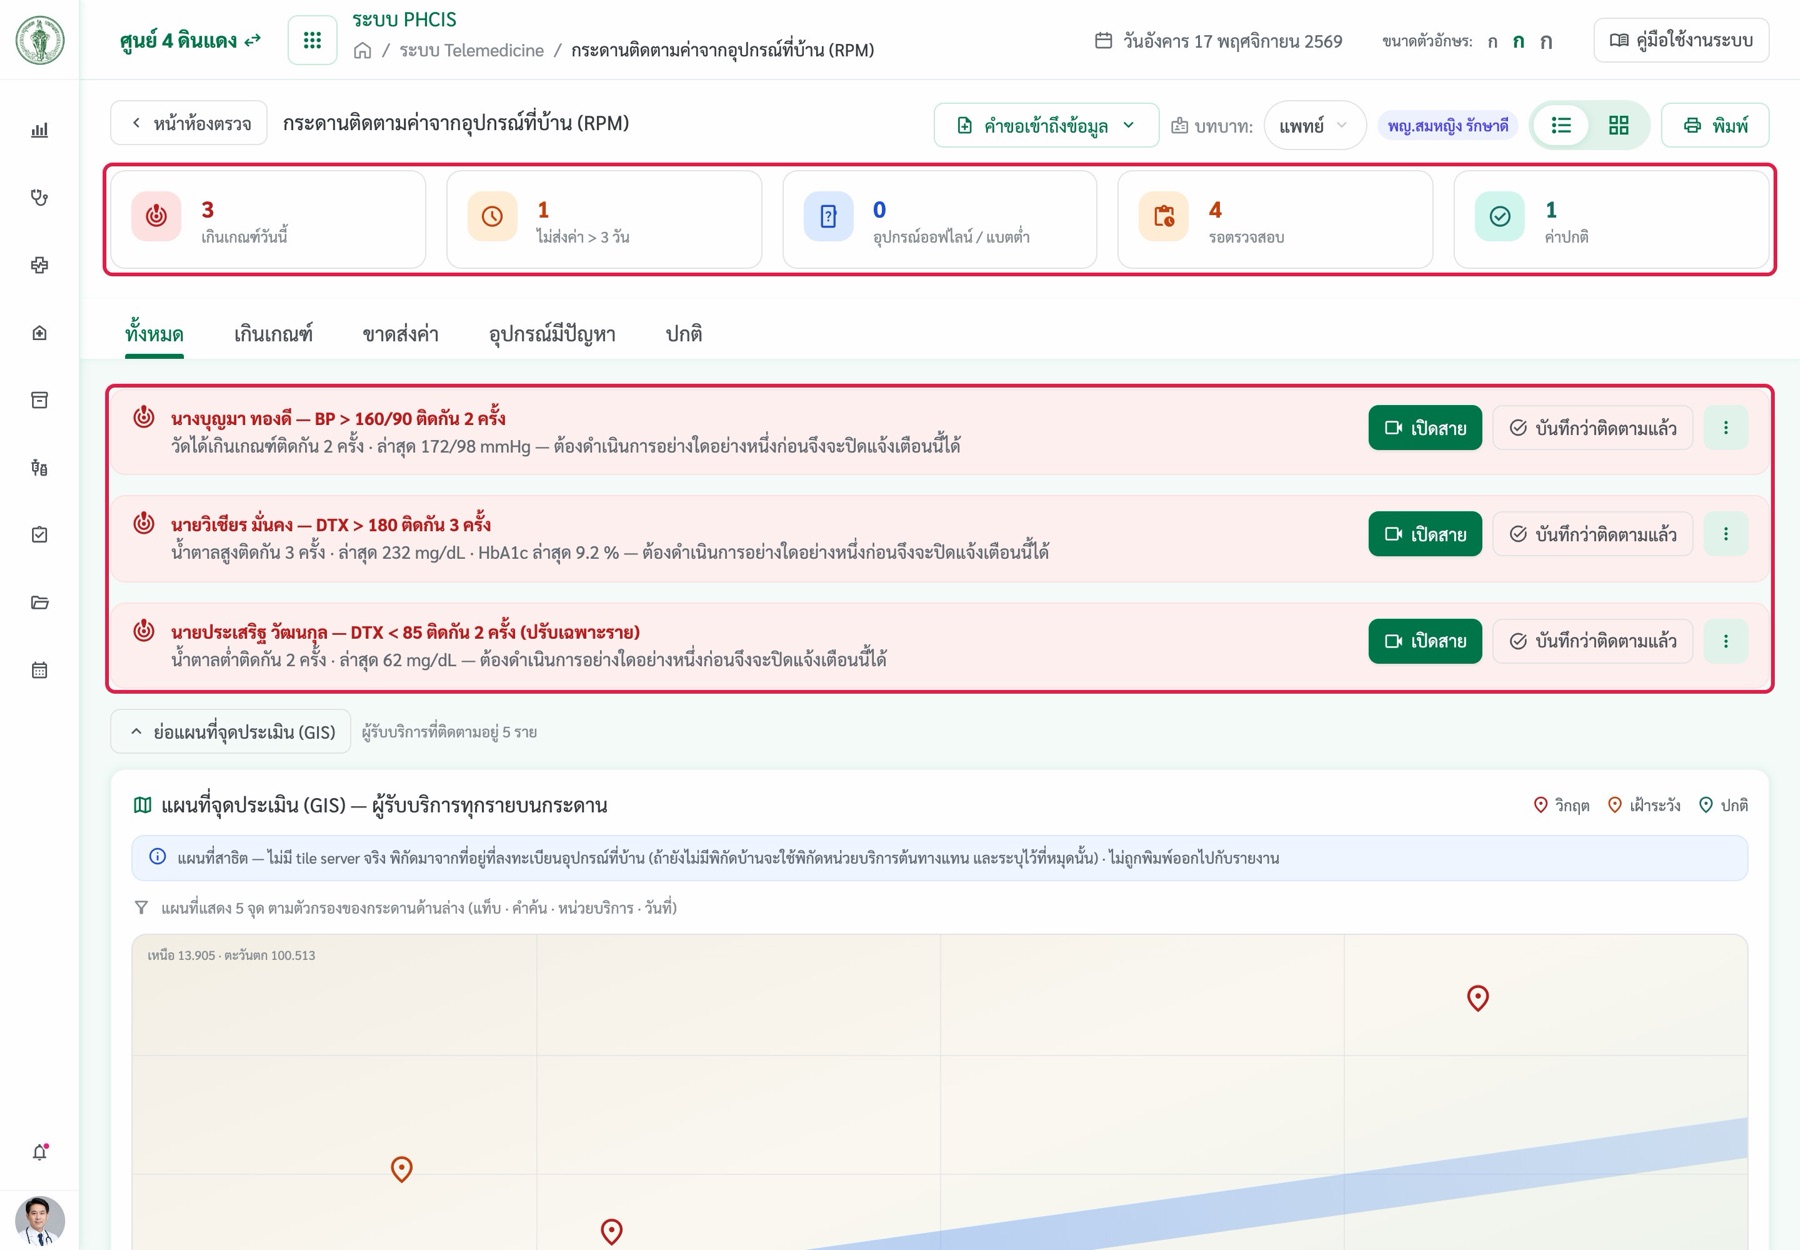 ศูนย์ 4 ดินแดง
ระบบ PHCIS
/ ระบบ Telemedicine / กระดานติดตามค่าจากอุปกรณ์ที่บ้าน (RPM)
วันอังคาร 17 พฤศจิกายน 2569
ขนาดตัวอักษร: ก ก ก
คู่มือใช้งานระบบ
หน้าห้องตรวจ
กระดานติดตามค่าจากอุปกรณ์ที่บ้าน (RPM)
คำขอเข้าถึงข้อมูล
บทบาท:
แพทย์
พญ.สมหญิง รักษาดี
พิมพ์
3
เกินเกณฑ์วันนี้
1
ไม่ส่งค่า > 3 วัน
0
อุปกรณ์ออฟไลน์ / แบตต่ำ
4
รอตรวจสอบ
1
ค่าปกติ
ทั้งหมด
เกินเกณฑ์
ขาดส่งค่า
อุปกรณ์มีปัญหา
ปกติ
นางบุญมา ทองดี — BP > 160/90 ติดกัน 2 ครั้ง
วัดได้เกินเกณฑ์ติดกัน 2 ครั้ง · ล่าสุด 172/98 mmHg — ต้องดำเนินการอย่างใดอย่างหนึ่งก่อนจึงจะปิดแจ้งเตือนนี้ได้
เปิดสาย
บันทึกว่าติดตามแล้ว
นายวิเชียร มั่นคง — DTX > 180 ติดกัน 3 ครั้ง
น้ำตาลสูงติดกัน 3 ครั้ง · ล่าสุด 232 mg/dL · HbA1c ล่าสุด 9.2 % — ต้องดำเนินการอย่างใดอย่างหนึ่งก่อนจึงจะปิดแจ้งเตือนนี้ได้
เปิดสาย
บันทึกว่าติดตามแล้ว
นายประเสริฐ วัฒนกุล — DTX < 85 ติดกัน 2 ครั้ง (ปรับเฉพาะราย)
น้ำตาลต่ำติดกัน 2 ครั้ง · ล่าสุด 62 mg/dL — ต้องดำเนินการอย่างใดอย่างหนึ่งก่อนจึงจะปิดแจ้งเตือนนี้ได้
เปิดสาย
บันทึกว่าติดตามแล้ว
ย่อแผนที่จุดประเมิน (GIS)
ผู้รับบริการที่ติดตามอยู่ 5 ราย
แผนที่จุดประเมิน (GIS) — ผู้รับบริการทุกรายบนกระดาน
วิกฤต
เฝ้าระวัง
ปกติ
แผนที่สาธิต — ไม่มี tile server จริง พิกัดมาจากที่อยู่ที่ลงทะเบียนอุปกรณ์ที่บ้าน (ถ้ายังไม่มีพิกัดบ้านจะใช้พิกัดหน่วยบริการต้นทางแทน และระบุไว้ที่หมุดนั้น) · ไม่ถูกพิมพ์ออกไปกับรายงาน
แผนที่แสดง 5 จุด ตามตัวกรองของกระดานด้านล่าง (แท็บ · คำค้น · หน่วยบริการ · วันที่)
เหนือ 13.905 · ตะวันตก 100.513